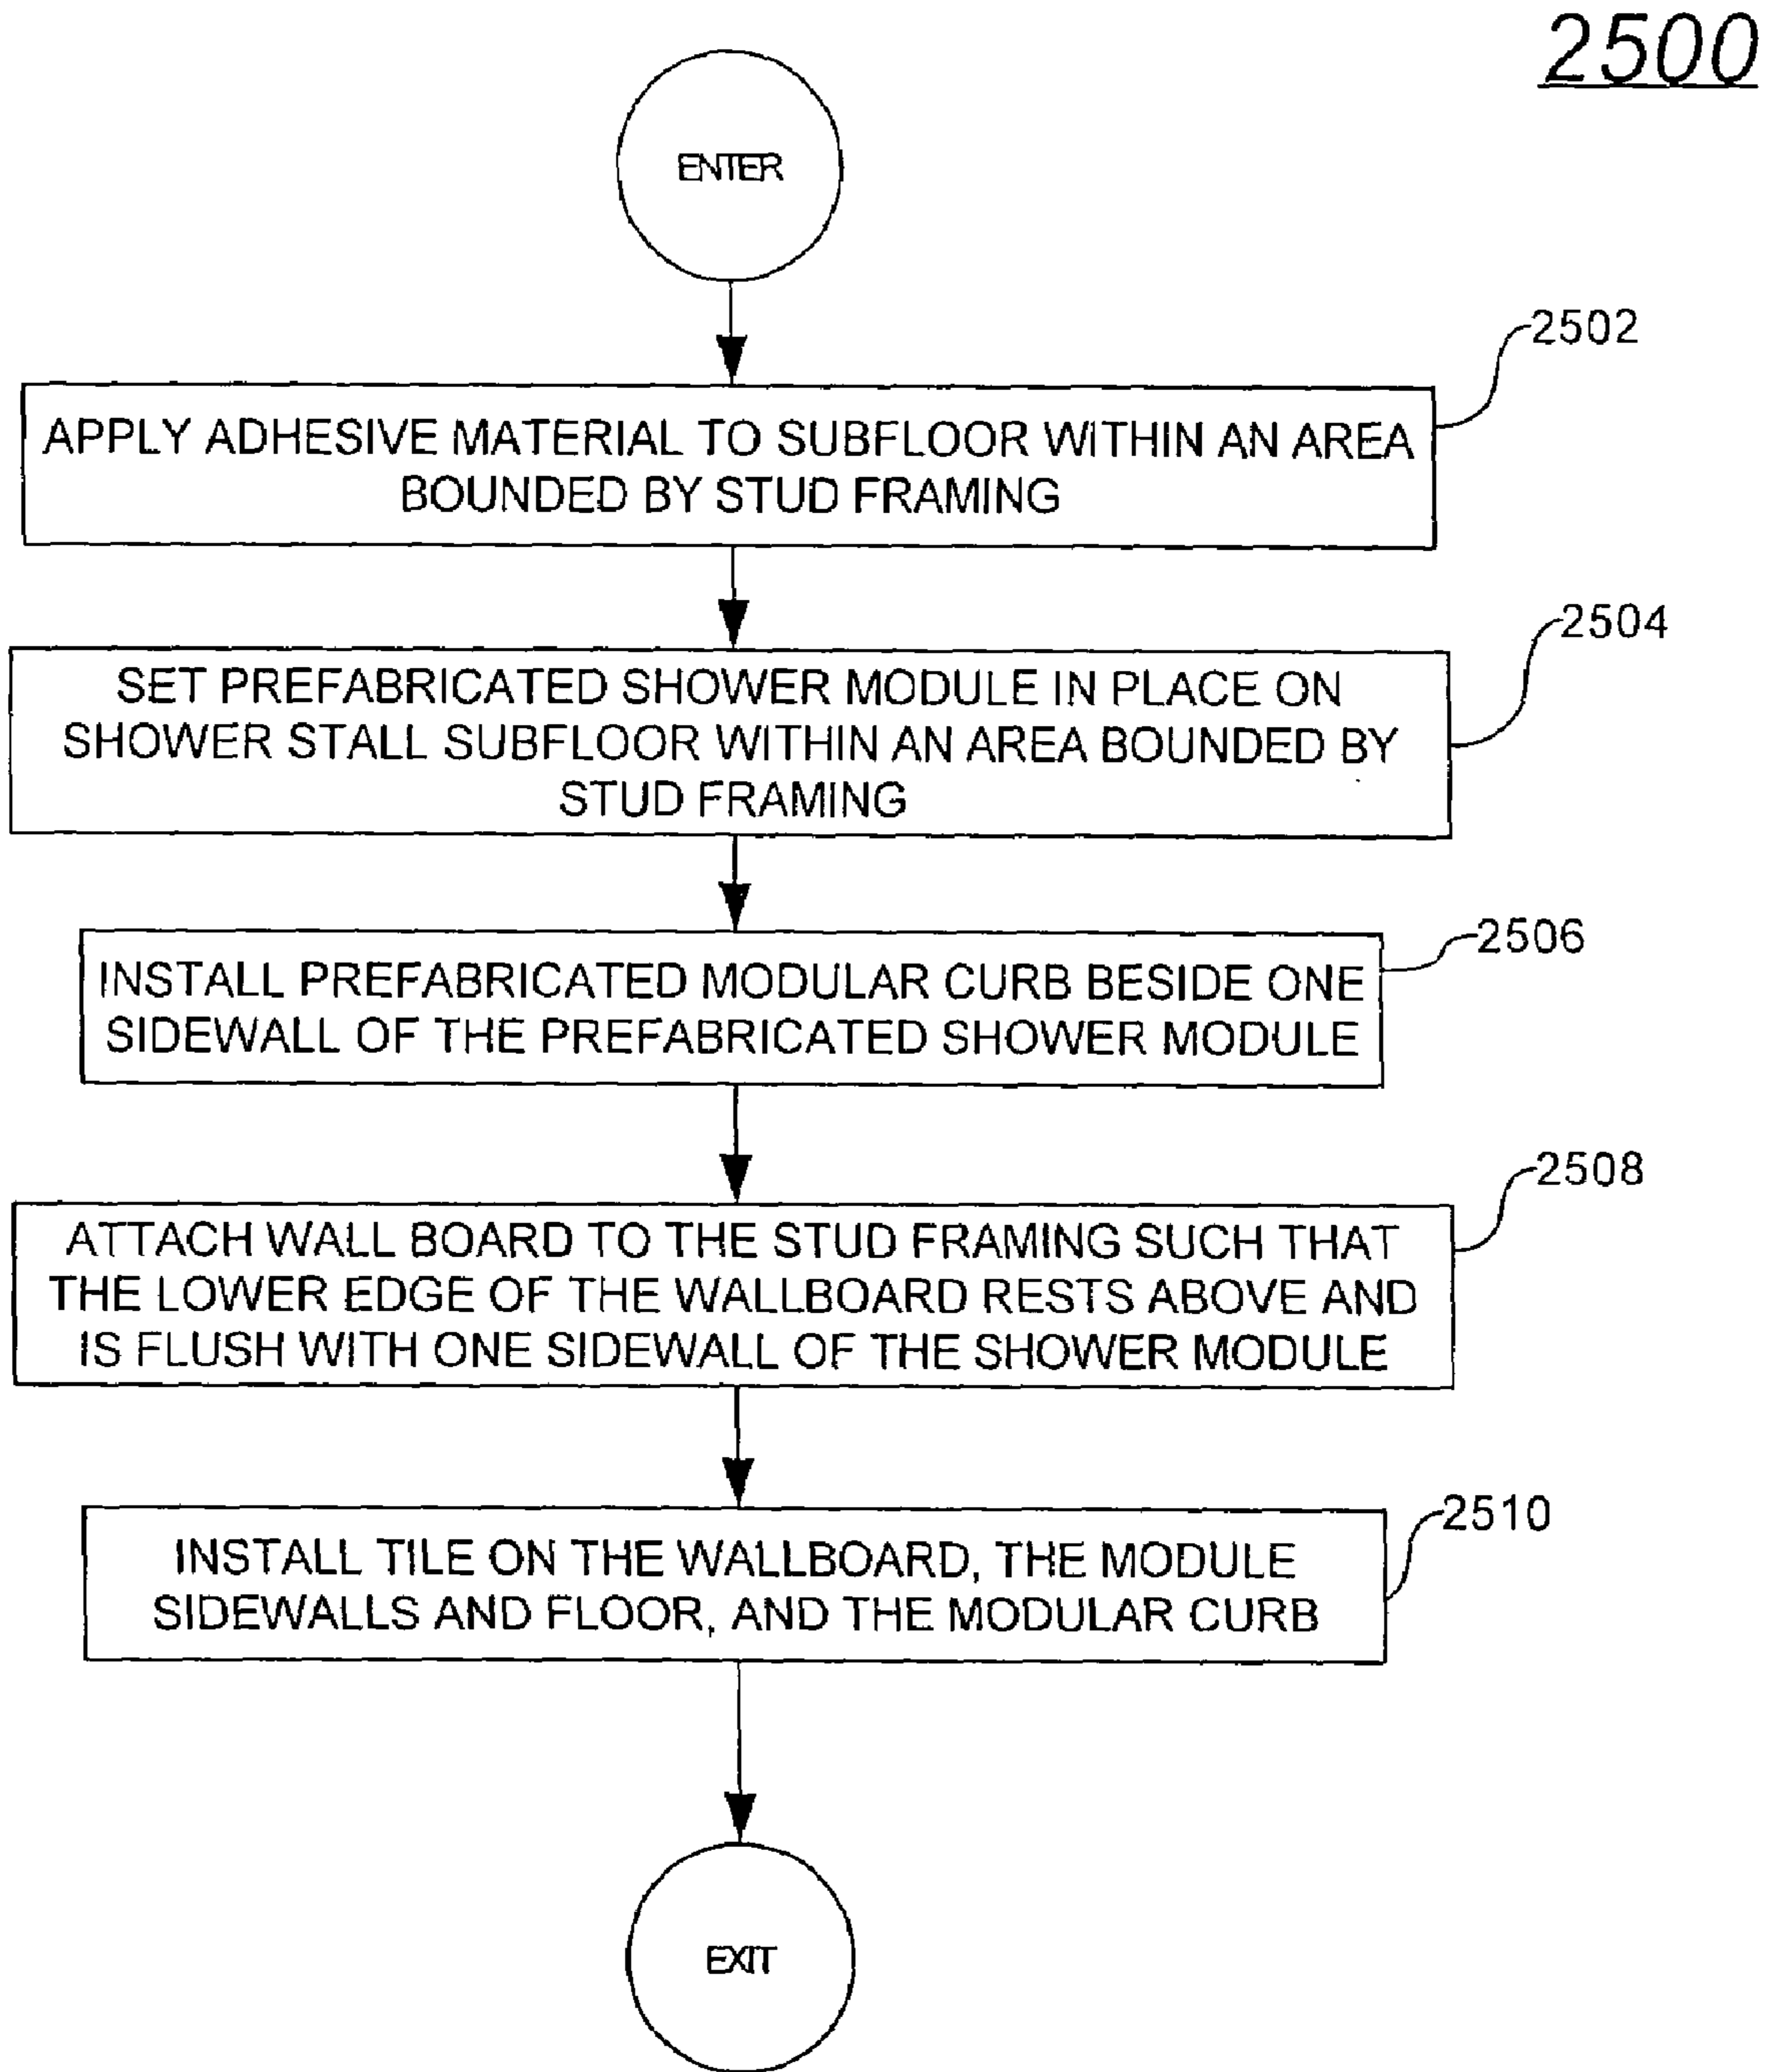 2500
ENTER
2502
APPLY ADHESIVE MATERIAL TO SUBFLOOR WITHIN AN AREA
BOUNDED BY STUD FRAMING
2504
SET PREFABRICATED SHOWER MODULE IN PLACE ON
SHOWER STALL SUBFLOOR WITHIN AN AREA BOUNDED BY
STUD FRAMING
2506
INSTALL PREFABRICATED MODULAR CURB BESIDE ONE
SIDEWALL OF THE PREFABRICATED SHOWER MODULE
2508
ATTACH WALL BOARD TO THE STUD FRAMING SUCH THAT
THE LOWER EDGE OF THE WALLBOARD RESTS ABOVE AND
IS FLUSH WITH ONE SIDEWALL OF THE SHOWER MODULE
2510
INSTALL TILE ON THE WALLBOARD, THE MODULE
SIDEWALLS AND FLOOR, AND THE MODULAR CURB
EXIT